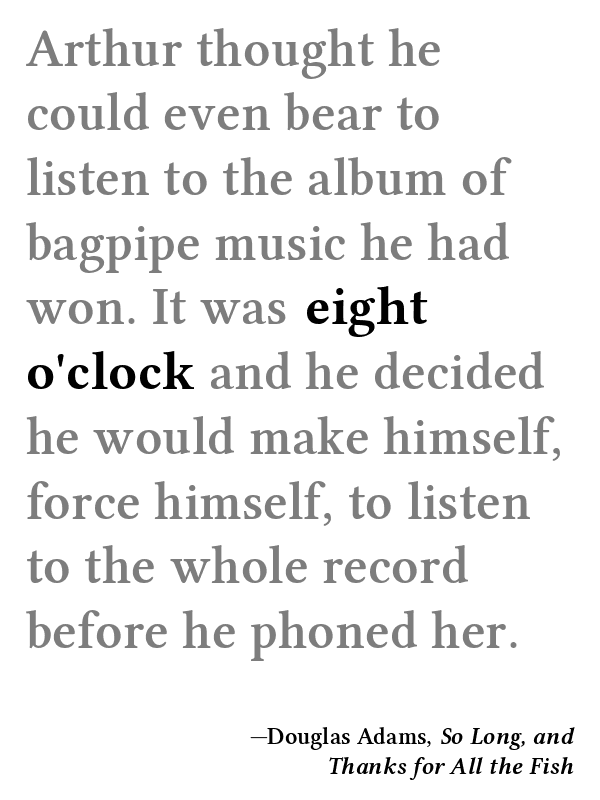 Arthur thought he
could even bear to
listen to the album of
bagpipe music he had
won. It was eight
o'clock and he decided
he would make himself,
force himself, to listen
to the whole record
before he phoned her.
—Douglas Adams, So Long, and
Thanks for All the Fish